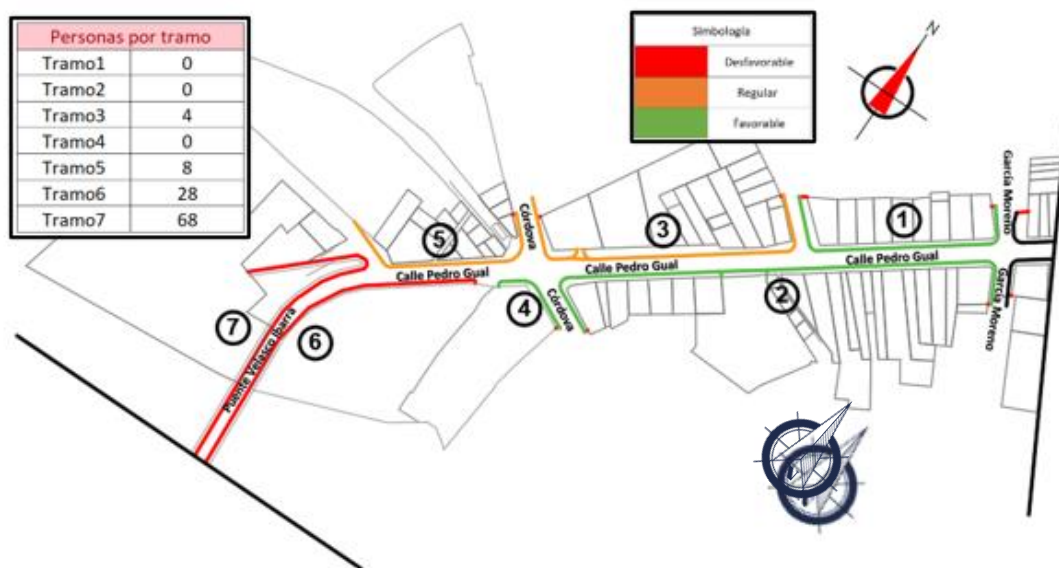 Personas por tramo
Tramo1 0
Tramo2 0
Tramo3 4
Tramo4 0
Tramo5 8
Tramo6 28
Tramo7 68
Simbología
Desfavorable
Regular
Favorable
N
García Moreno
Córdova
1
3
5
Calle Pedro Gual
Calle Pedro Gual
Calle Pedro Gual
2
4
Córdova
García Moreno
7
6
Puente Velasco Ibarra